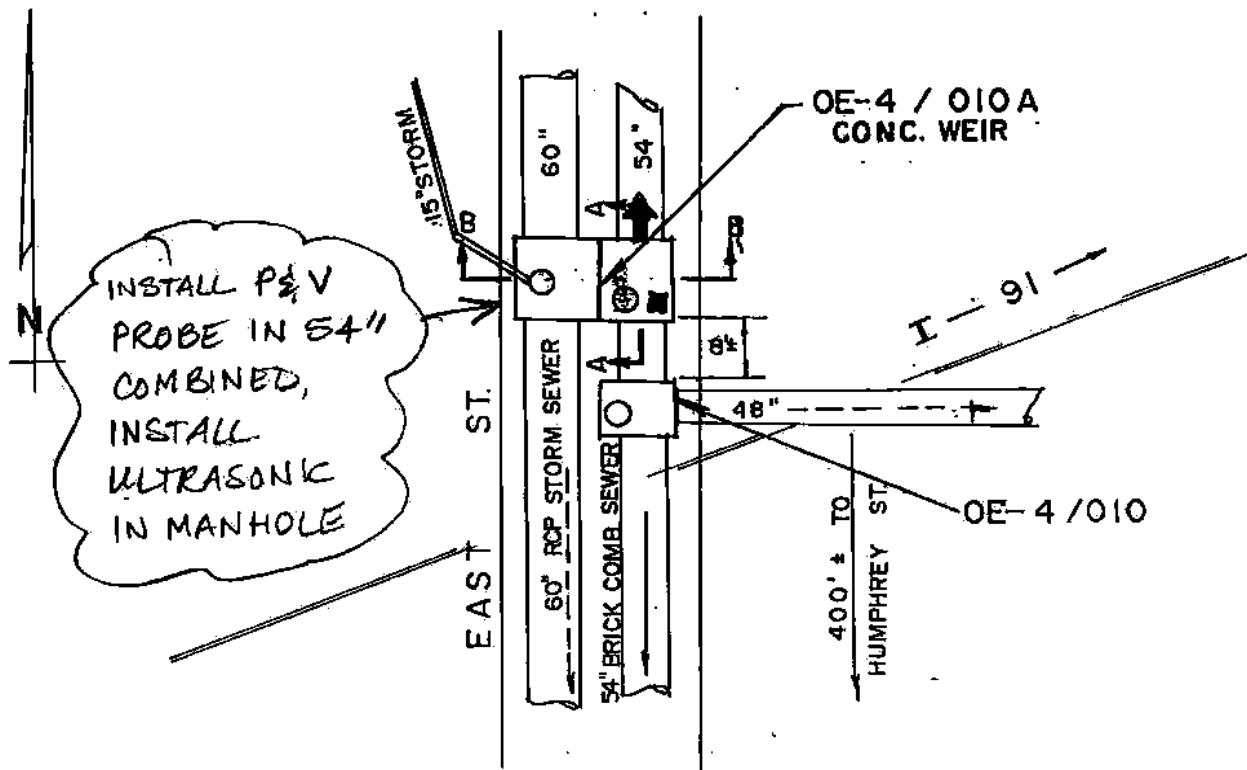 OE-4 / 010A
CONC. WEIR
15" STORM
60"
54"
A
B
B
INSTALL P&V
PROBE IN 54"
COMBINED,
INSTALL
ULTRASONIC
IN MANHOLE
N
I-91
8'±
A
48"
EAST ST.
60" RCP STORM SEWER
54" BRICK COMB SEWER
OE-4/010
400' ± TO
HUMPHREY ST.